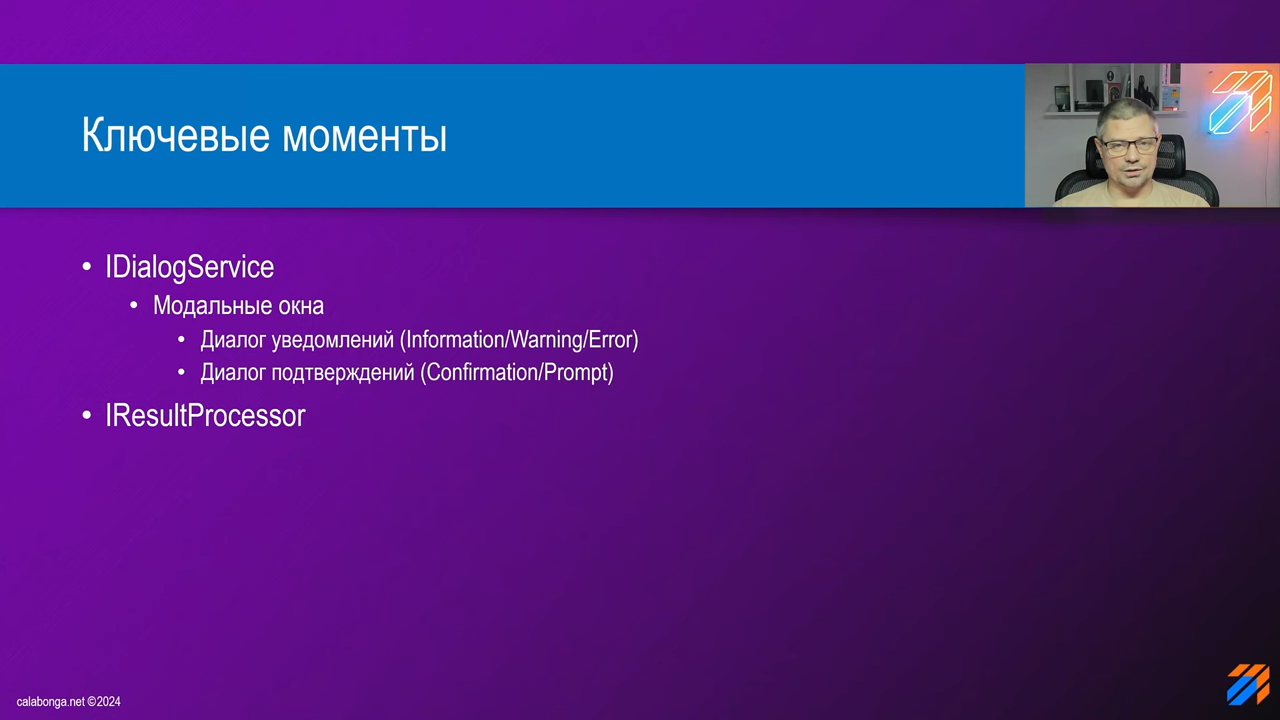 Ключевые моменты
• IDialogService
• Модальные окна
• Диалог уведомлений (Information/Warning/Error)
• Диалог подтверждений (Confirmation/Prompt)
• IResultProcessor
calabonga.net ©2024